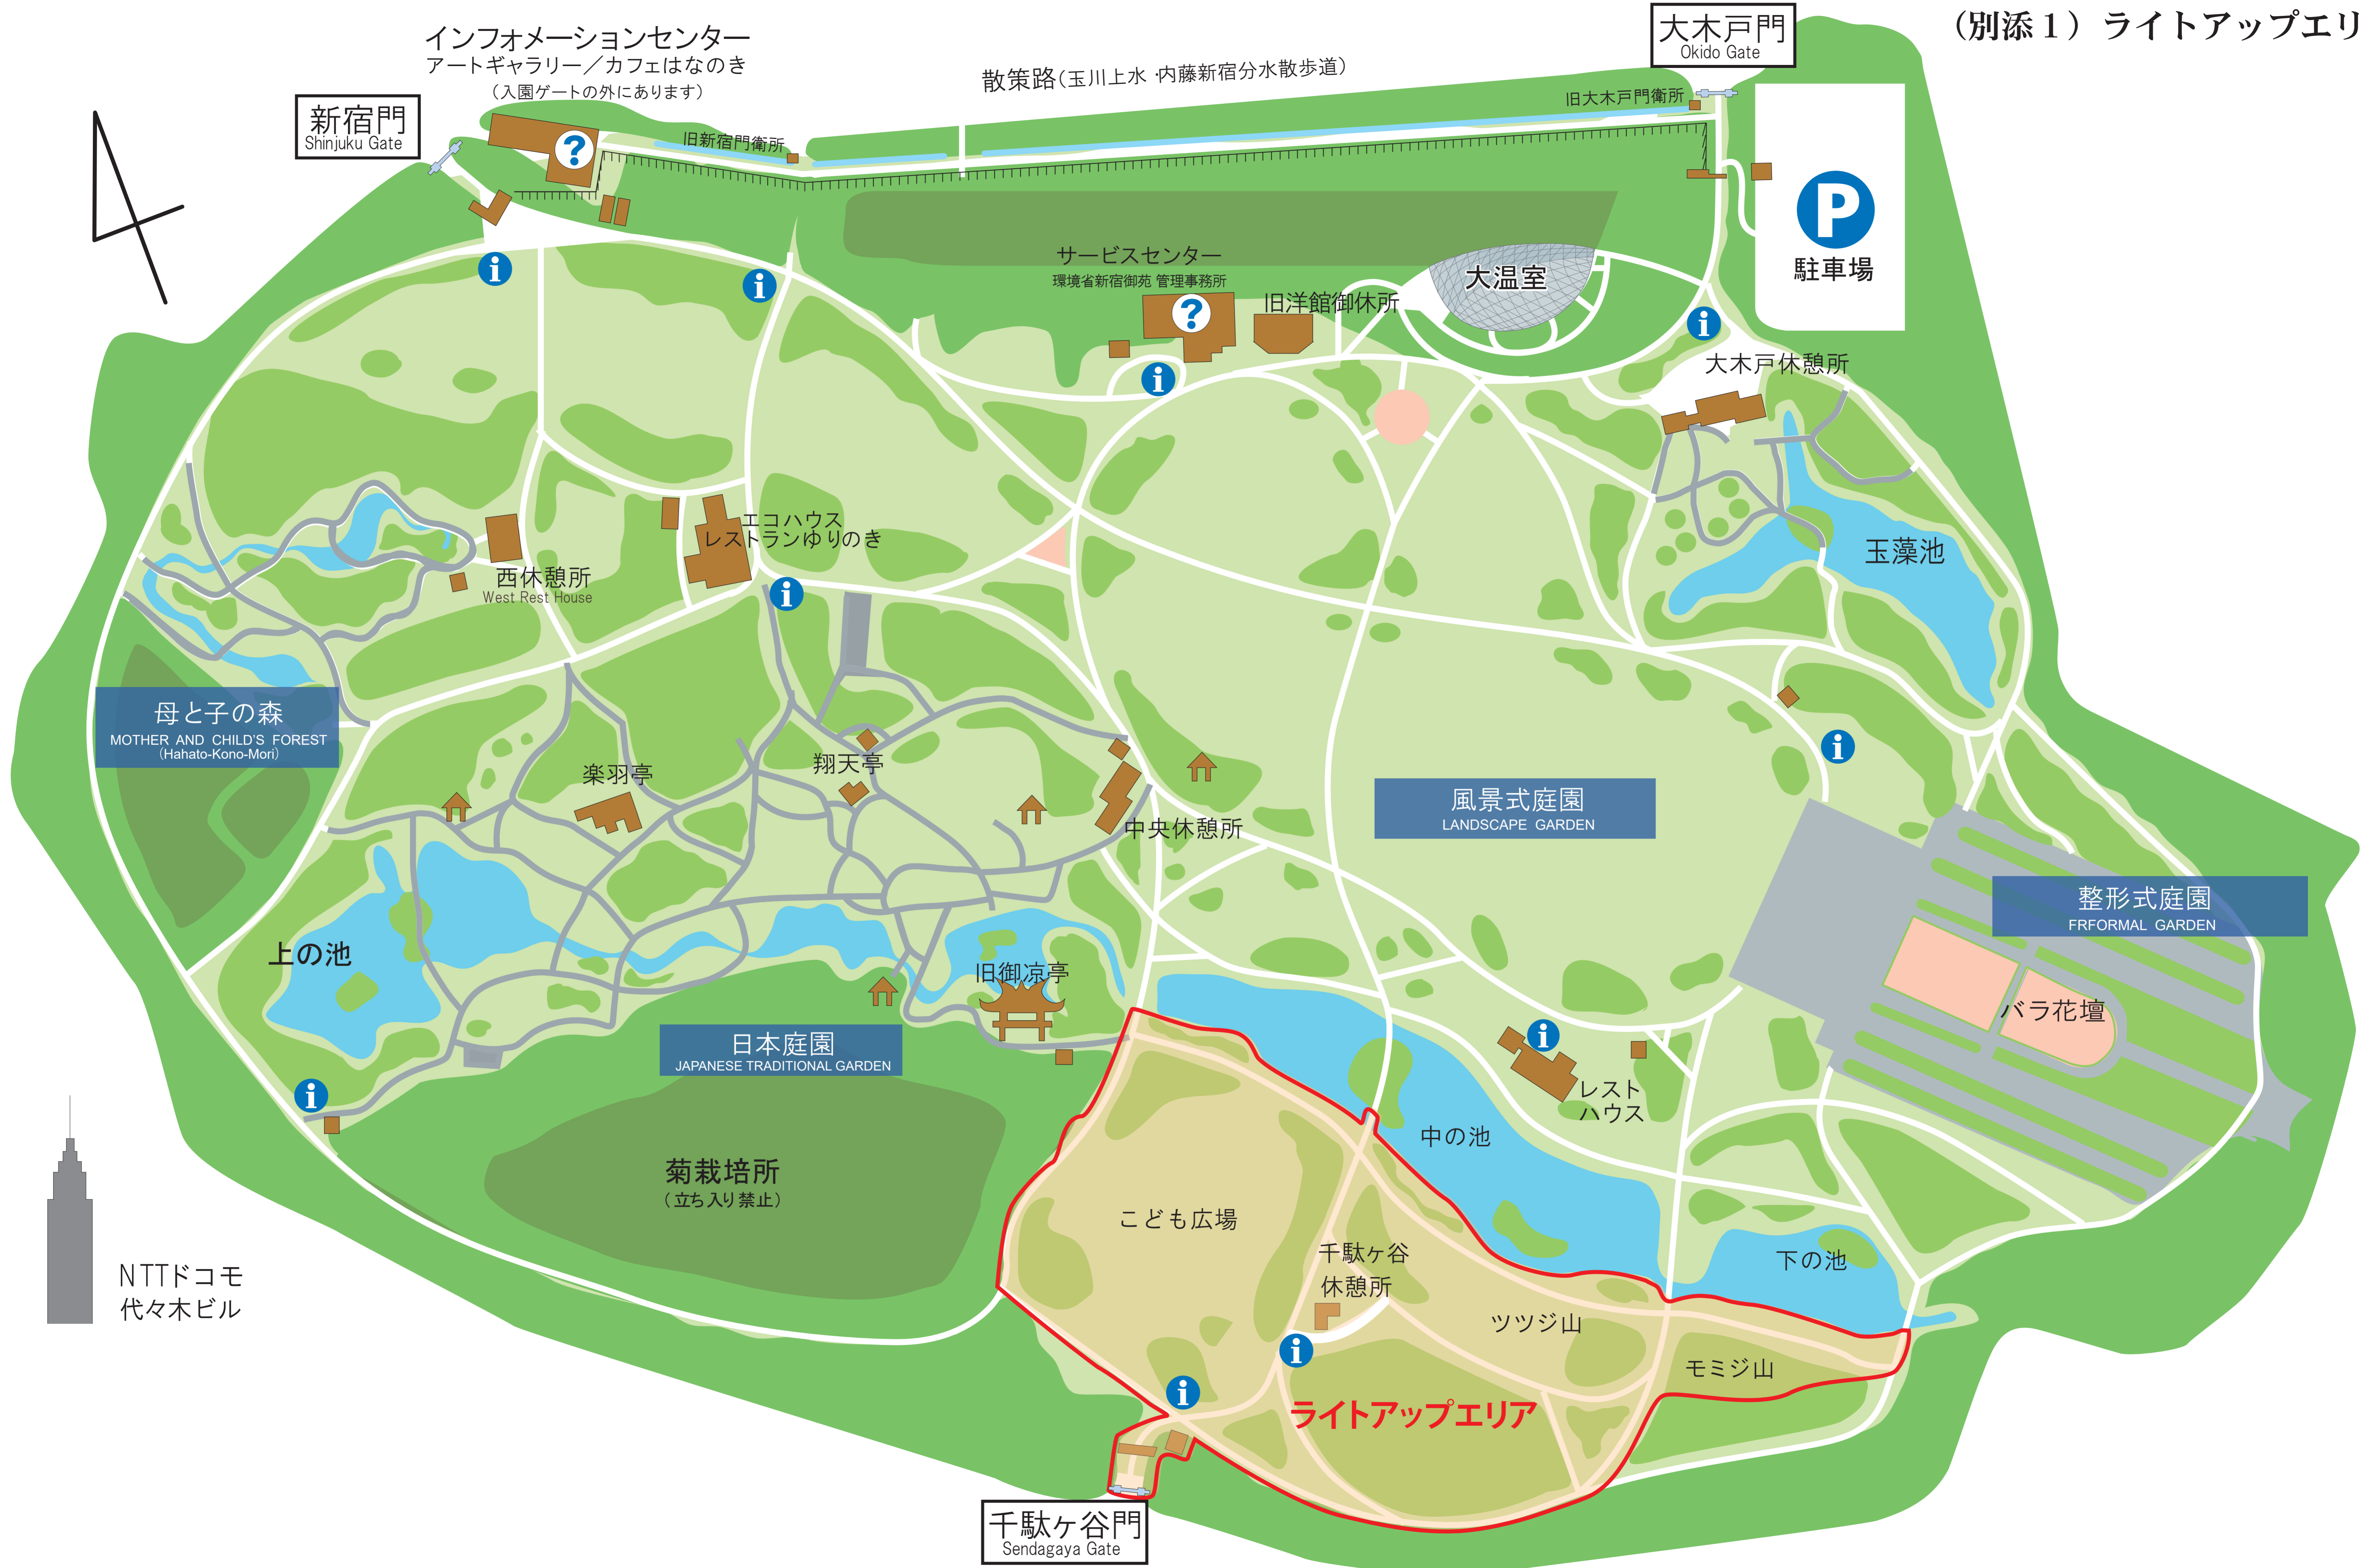 （別添１）ライトアップエリ
大木戸門
Okido Gate
インフォメーションセンター
アートギャラリー／カフェはなのき
（入園ゲートの外にあります）
新宿門
Shinjuku Gate
散策路（玉川上水・内藤新宿分水散歩道）
旧大木戸門衛所
旧新宿門衛所
?
P
駐車場
i
i
サービスセンター
環境省新宿御苑 管理事務所
?
旧洋館御休所
大温室
i
i
大木戸休憩所
エコハウス
レストランゆりのき
i
西休憩所
West Rest House
玉藻池
母と子の森
MOTHER AND CHILD'S FOREST
（Hahato-Kono-Mori）
楽羽亭
翔天亭
中央休憩所
i
風景式庭園
LANDSCAPE GARDEN
整形式庭園
FRFORMAL GARDEN
バラ花壇
上の池
旧御凉亭
日本庭園
JAPANESE TRADITIONAL GARDEN
i
i
レスト
ハウス
中の池
菊栽培所
（立ち入り禁止）
こども広場
千駄ヶ谷
休憩所
下の池
NTTドコモ
代々木ビル
ツツジ山
i
モミジ山
i
ライトアップエリア
千駄ヶ谷門
Sendagaya Gate